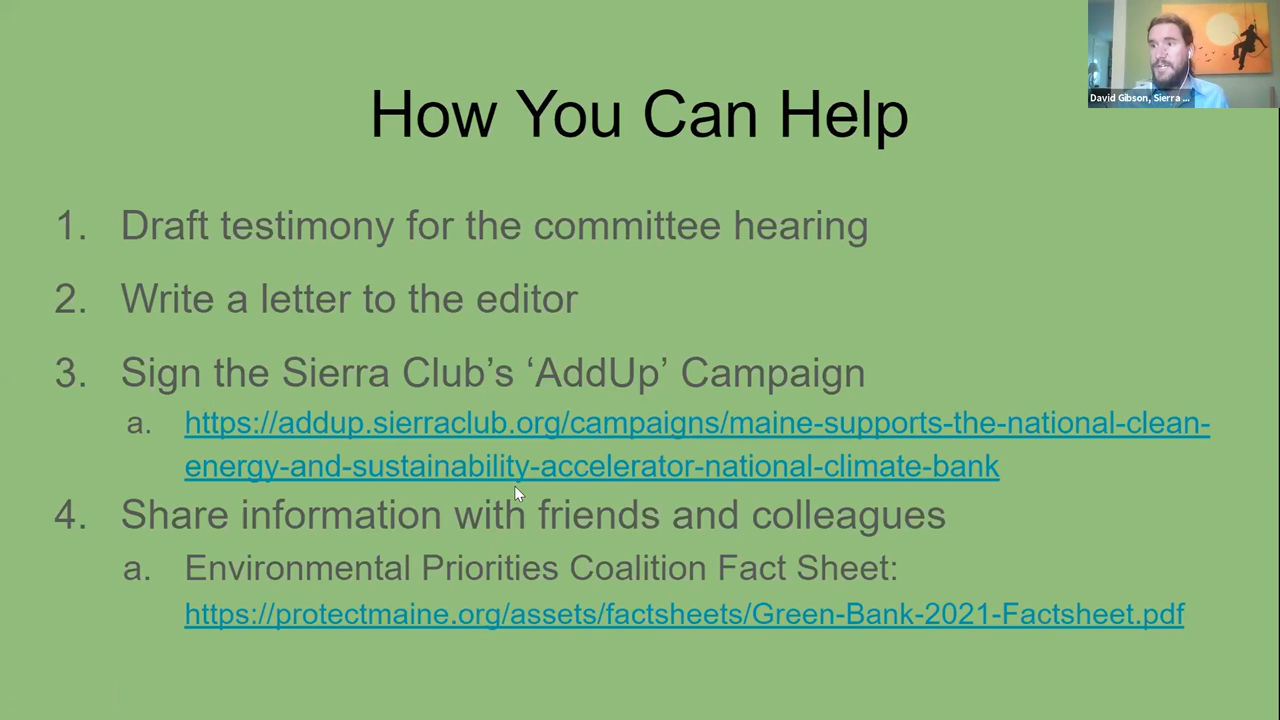 How You Can Help
David Gibson, Sierra ...
1. Draft testimony for the committee hearing
2. Write a letter to the editor
3. Sign the Sierra Club’s ‘AddUp’ Campaign
a. https://addup.sierraclub.org/campaigns/maine-supports-the-national-clean-
energy-and-sustainability-accelerator-national-climate-bank
4. Share information with friends and colleagues
a. Environmental Priorities Coalition Fact Sheet:
https://protectmaine.org/assets/factsheets/Green-Bank-2021-Factsheet.pdf